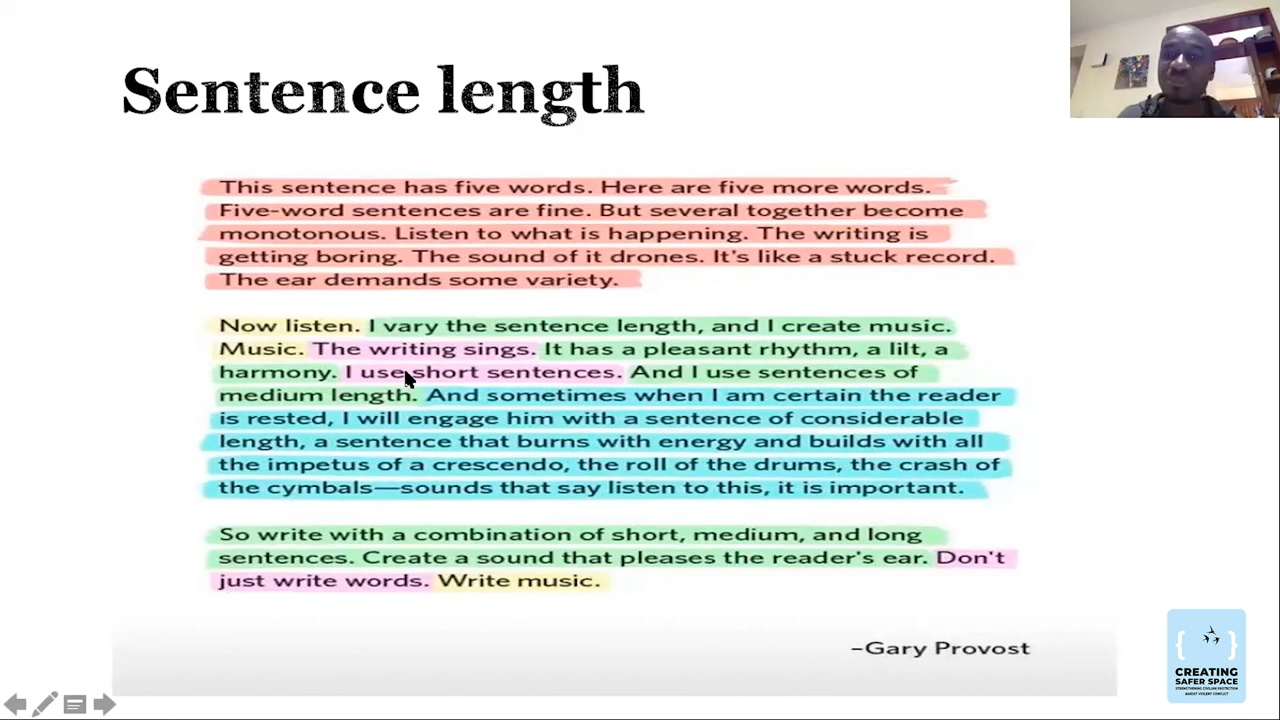 Sentence length
This sentence has five words. Here are five more words.
Five-word sentences are fine. But several together become
monotonous. Listen to what is happening. The writing is
getting boring. The sound of it drones. It's like a stuck record.
The ear demands some variety.
Now listen. I vary the sentence length, and I create music.
Music. The writing sings. It has a pleasant rhythm, a lilt, a
harmony. I use short sentences. And I use sentences of
medium length. And sometimes when I am certain the reader
is rested, I will engage him with a sentence of considerable
length, a sentence that burns with energy and builds with all
the impetus of a crescendo, the roll of the drums, the crash of
the cymbals—sounds that say listen to this, it is important.
So write with a combination of short, medium, and long
sentences. Create a sound that pleases the reader's ear. Don't
just write words. Write music.
–Gary Provost
CREATING
SAFER SPACE
STRENGTHENING CIVILIAN PROTECTION
AMIDST VIOLENT CONFLICT